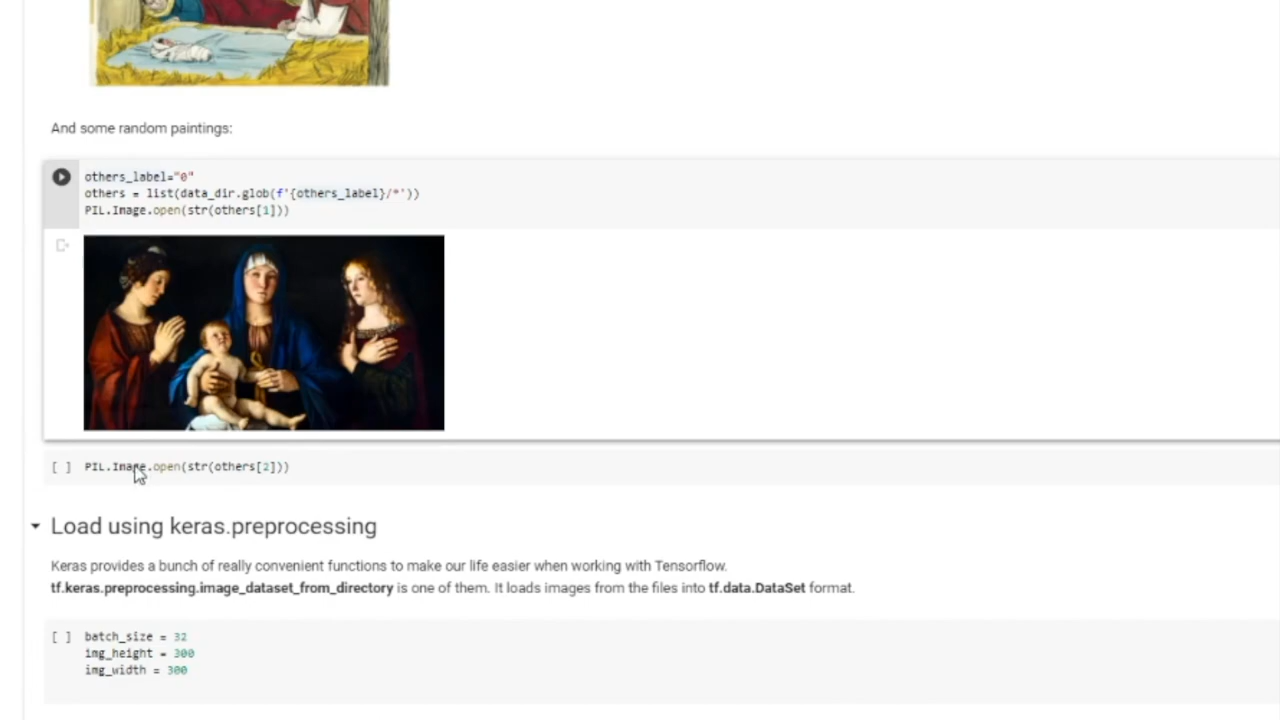 And some random paintings:
others_label="0"
others = list(data_dir.glob(f'{others_label}/*'))
PIL.Image.open(str(others[1]))
[ ] PIL.Image.open(str(others[2]))
Load using keras.preprocessing
Keras provides a bunch of really convenient functions to make our life easier when working with Tensorflow.
tf.keras.preprocessing.image_dataset_from_directory is one of them. It loads images from the files into tf.data.DataSet format.
[ ] batch_size = 32
img_height = 300
img_width = 300